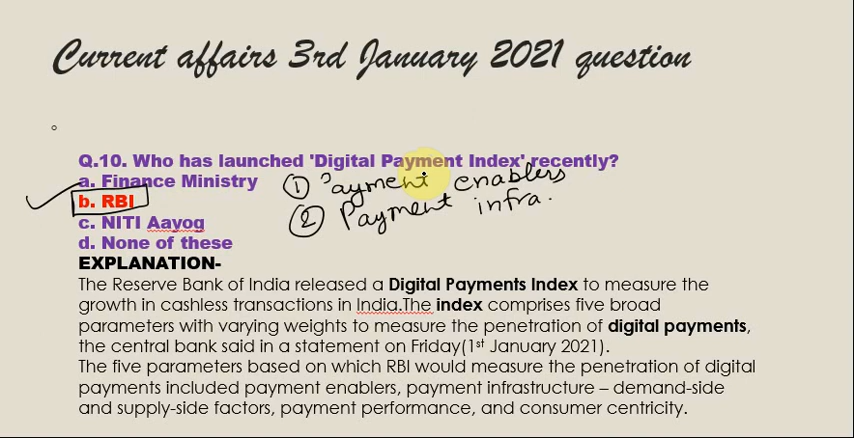 Current affairs 3rd January 2021 question
Q.10. Who has launched 'Digital Payment Index' recently?
a. Finance Ministry
① Payment enablers
b. RBI
② Payment infra.
c. NITI Aayog
d. None of these
EXPLANATION-
The Reserve Bank of India released a Digital Payments Index to measure the
growth in cashless transactions in India.The index comprises five broad
parameters with varying weights to measure the penetration of digital payments,
the central bank said in a statement on Friday(1st January 2021).
The five parameters based on which RBI would measure the penetration of digital
payments included payment enablers, payment infrastructure – demand-side
and supply-side factors, payment performance, and consumer centricity.